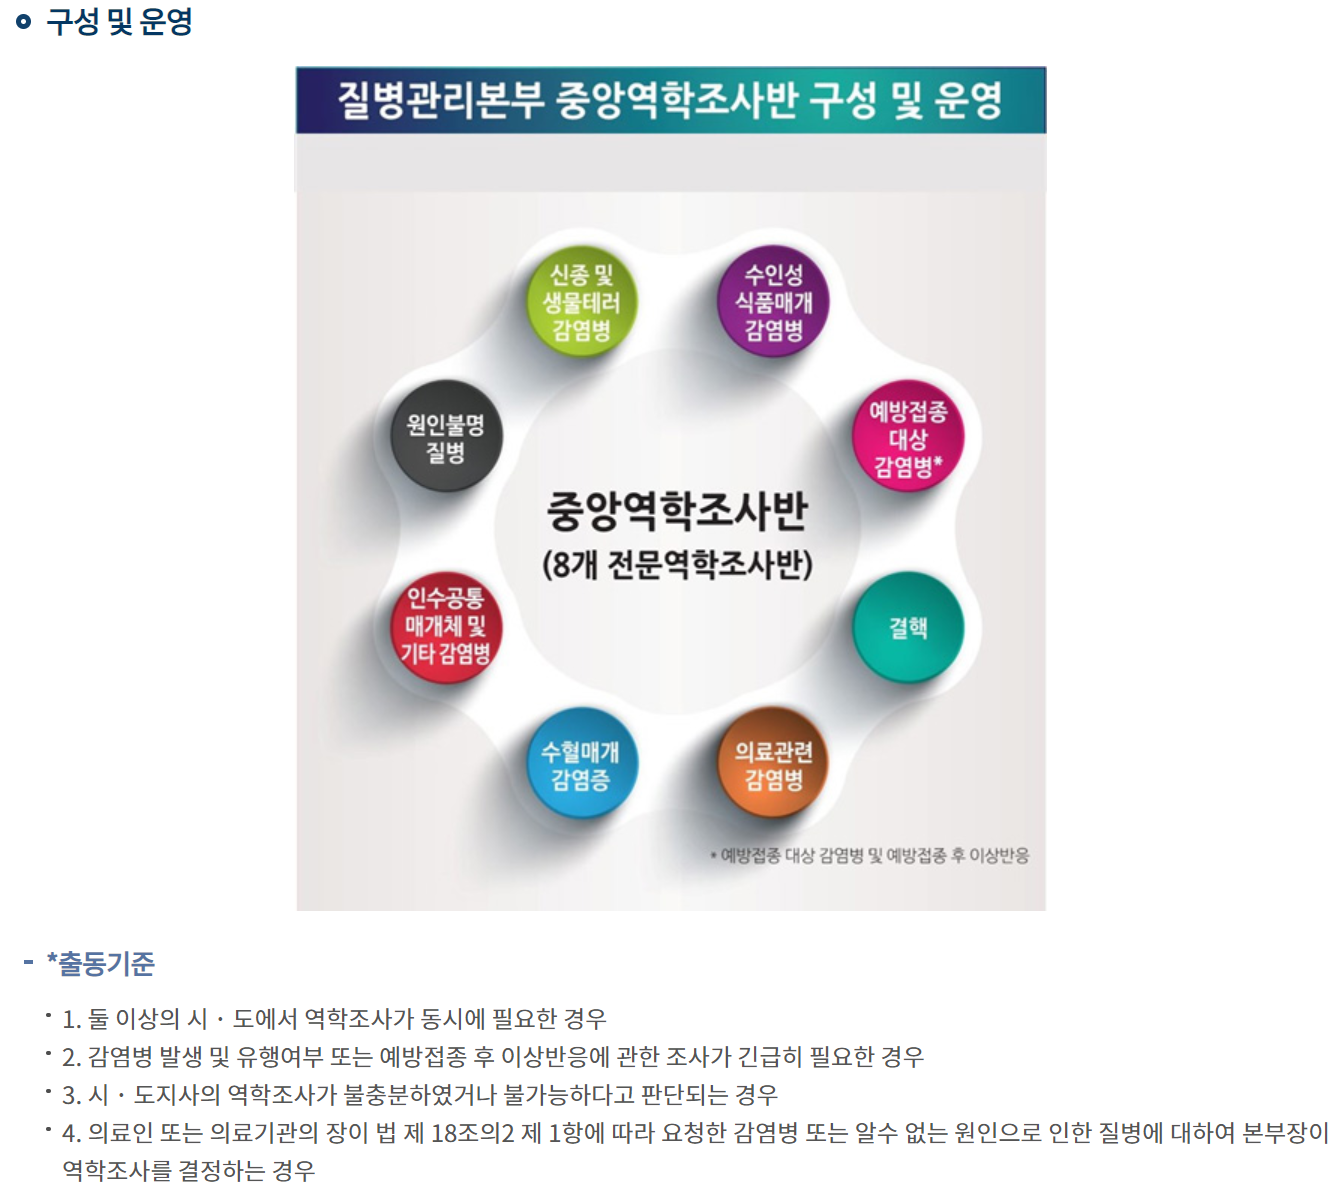 구성 및 운영
질병관리본부 중앙역학조사반 구성 및 운영
신종 및
생물테러
감염병
수인성
식품매개
감염병
예방접종
대상
감염병*
결핵
의료관련
감염병
수혈매개
감염증
인수공통
매개체 및
기타 감염병
원인불명
질병
중앙역학조사반
(8개 전문역학조사반)
* 예방접종 대상 감염병 및 예방접종 후 이상반응
- *출동기준
· 1. 둘 이상의 시 · 도에서 역학조사가 동시에 필요한 경우
· 2. 감염병 발생 및 유행여부 또는 예방접종 후 이상반응에 관한 조사가 긴급히 필요한 경우
· 3. 시 · 도지사의 역학조사가 불충분하였거나 불가능하다고 판단되는 경우
· 4. 의료인 또는 의료기관의 장이 법 제 18조의2 제 1항에 따라 요청한 감염병 또는 알수 없는 원인으로 인한 질병에 대하여 본부장이
역학조사를 결정하는 경우